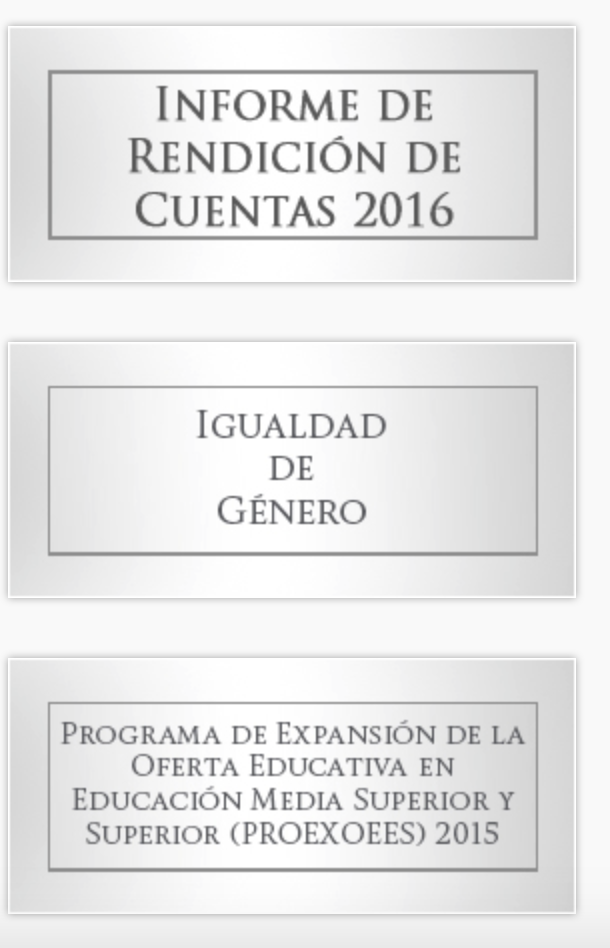 Informe de
Rendición de
Cuentas 2016
Igualdad
de
Género
Programa de Expansión de la
Oferta Educativa en
Educación Media Superior y
Superior (PROEXOEES) 2015